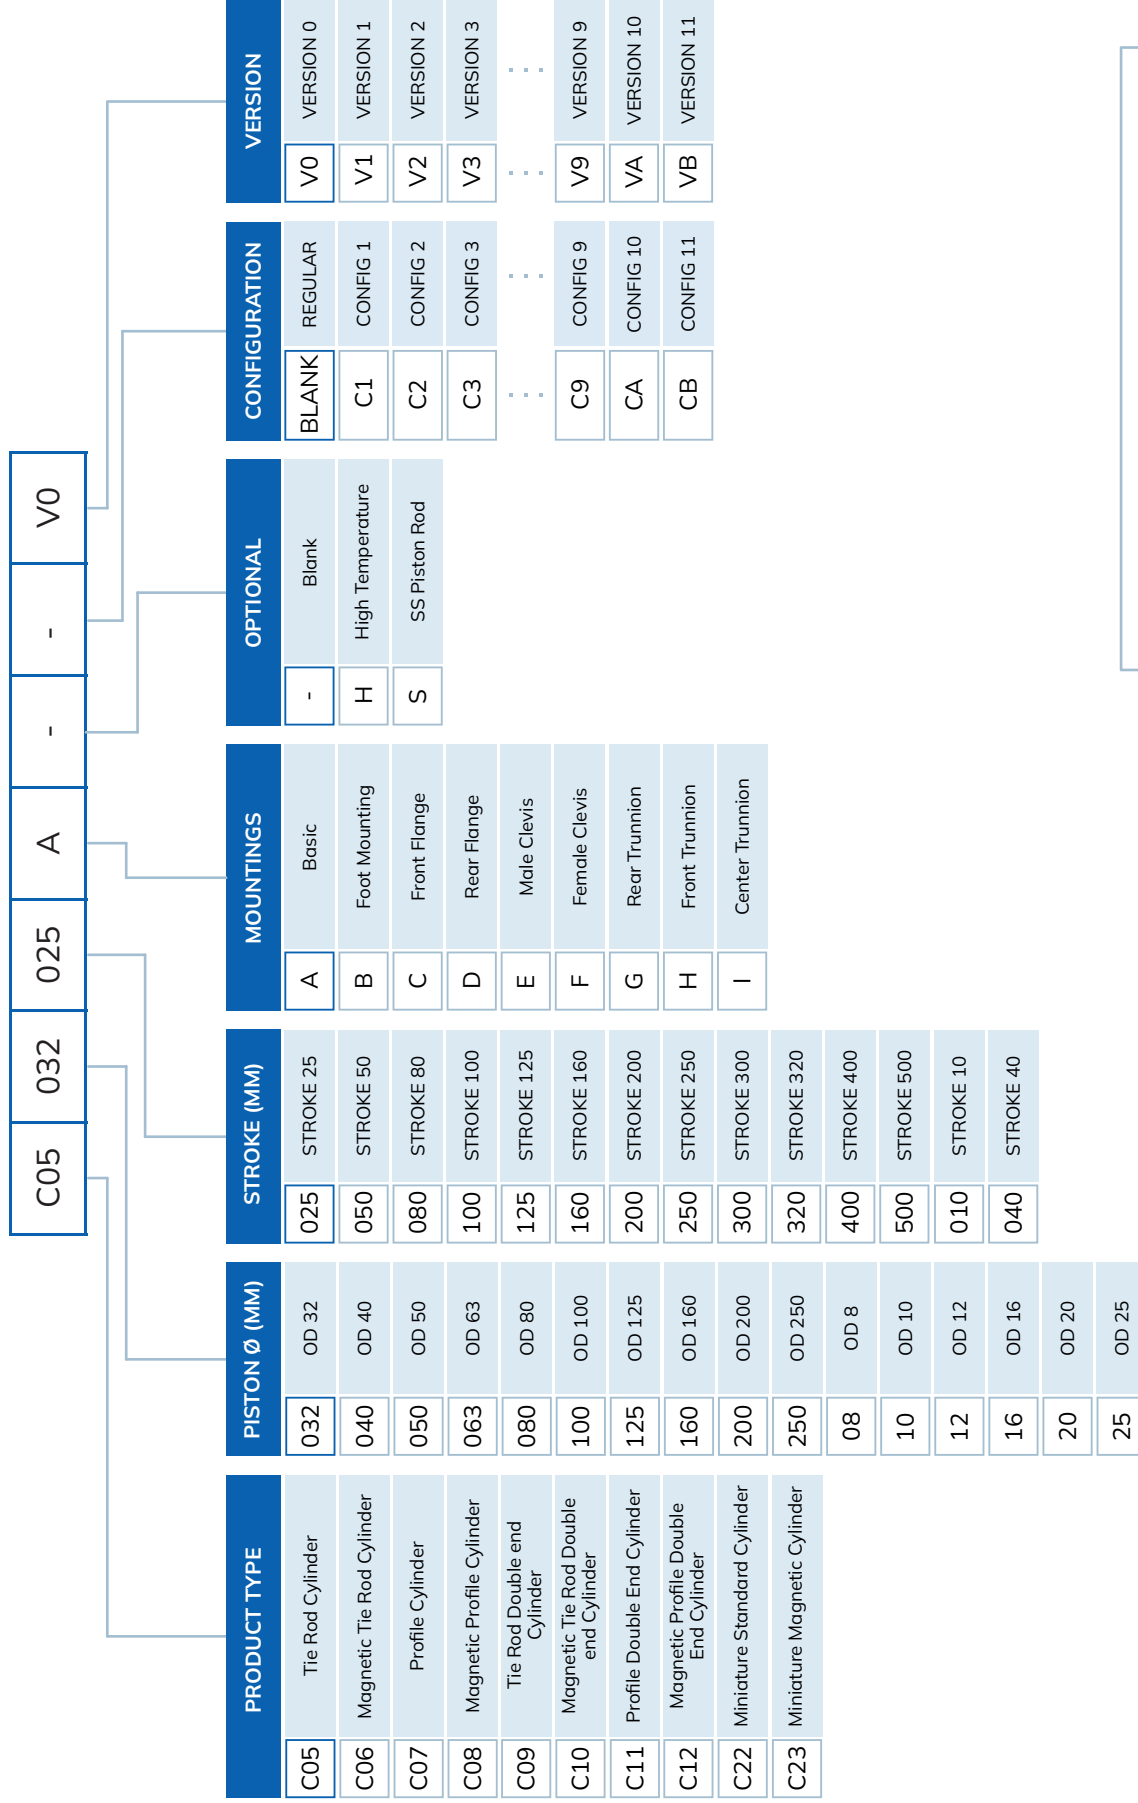 C05 032 025 A - - V0
PRODUCT TYPE
C05 Tie Rod Cylinder
C06 Magnetic Tie Rod Cylinder
C07 Profile Cylinder
C08 Magnetic Profile Cylinder
C09 Tie Rod Double end
Cylinder
C10 Magnetic Tie Rod Double
end Cylinder
C11 Profile Double End Cylinder
C12 Magnetic Profile Double
End Cylinder
C22 Miniature Standard Cylinder
C23 Miniature Magnetic Cylinder
PISTON Ø (MM)
032 OD 32
040 OD 40
050 OD 50
063 OD 63
080 OD 80
100 OD 100
125 OD 125
160 OD 160
200 OD 200
250 OD 250
08 OD 8
10 OD 10
12 OD 12
16 OD 16
20 OD 20
25 OD 25
STROKE (MM)
025 STROKE 25
050 STROKE 50
080 STROKE 80
100 STROKE 100
125 STROKE 125
160 STROKE 160
200 STROKE 200
250 STROKE 250
300 STROKE 300
320 STROKE 320
400 STROKE 400
500 STROKE 500
010 STROKE 10
040 STROKE 40
MOUNTINGS
A Basic
B Foot Mounting
C Front Flange
D Rear Flange
E Male Clevis
F Female Clevis
G Rear Trunnion
H Front Trunnion
I Center Trunnion
OPTIONAL
- Blank
H High Temperature
S SS Piston Rod
CONFIGURATION
BLANK REGULAR
C1 CONFIG 1
C2 CONFIG 2
C3 CONFIG 3
... ...
C9 CONFIG 9
CA CONFIG 10
CB CONFIG 11
VERSION
V0 VERSION 0
V1 VERSION 1
V2 VERSION 2
V3 VERSION 3
... ...
V9 VERSION 9
VA VERSION 10
VB VERSION 11